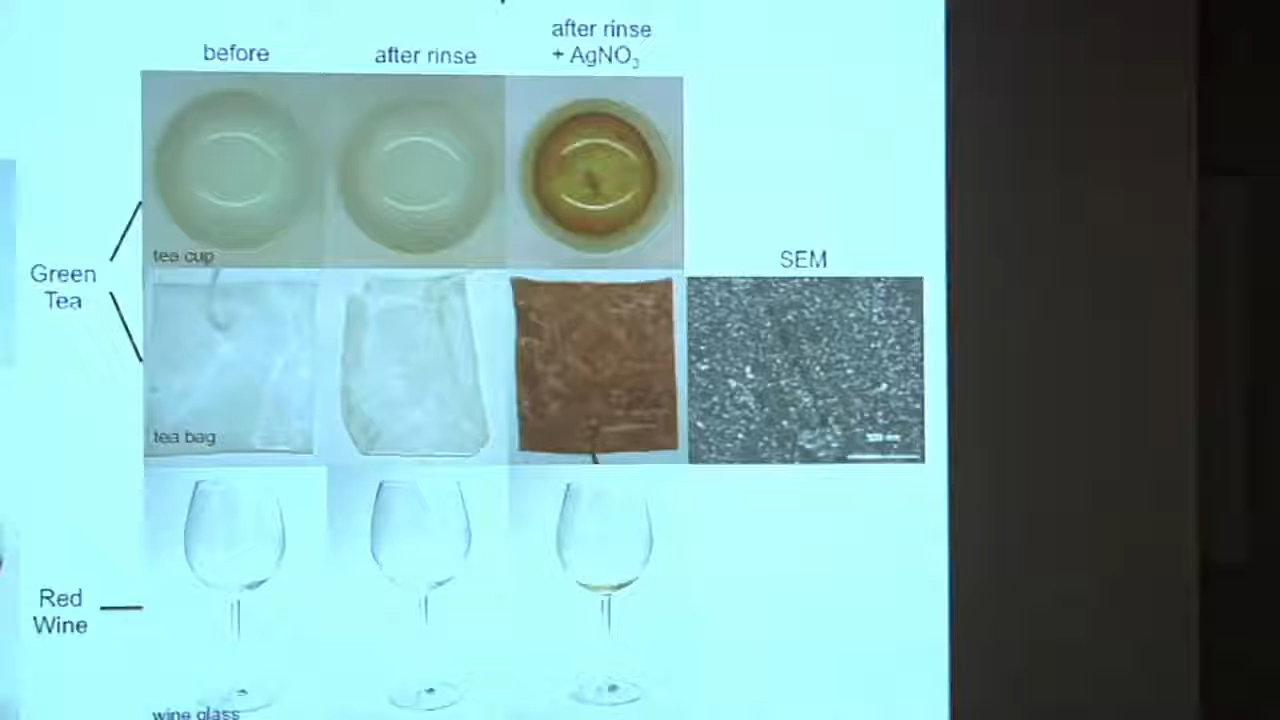 before
after rinse
after rinse
+ AgNO₃
tea cup
Green
Tea
SEM
tea bag
Red
Wine
wine glass